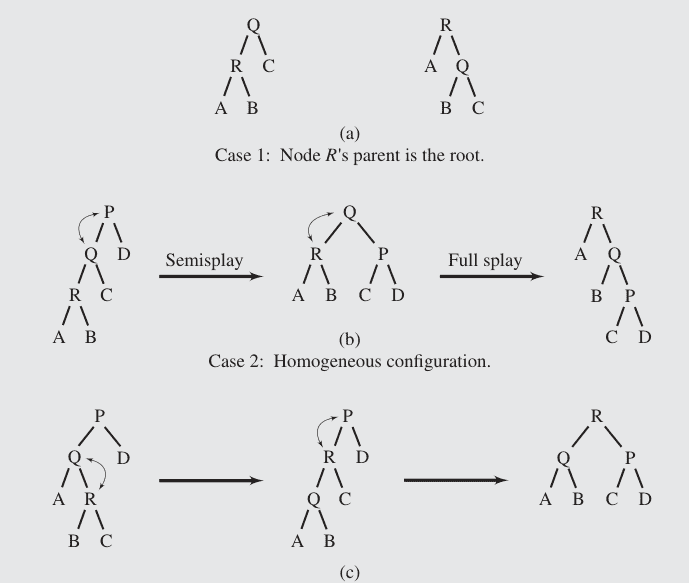 Q R
R C A Q
A B B C
(a)
Case 1: Node R's parent is the root.
P Q R
Q D Semisplay R P Full splay A Q
R C A B C D B P
A B (b) C D
Case 2: Homogeneous configuration.
P P R
Q D R D Q P
A R Q C A B C D
B C A B
(c)